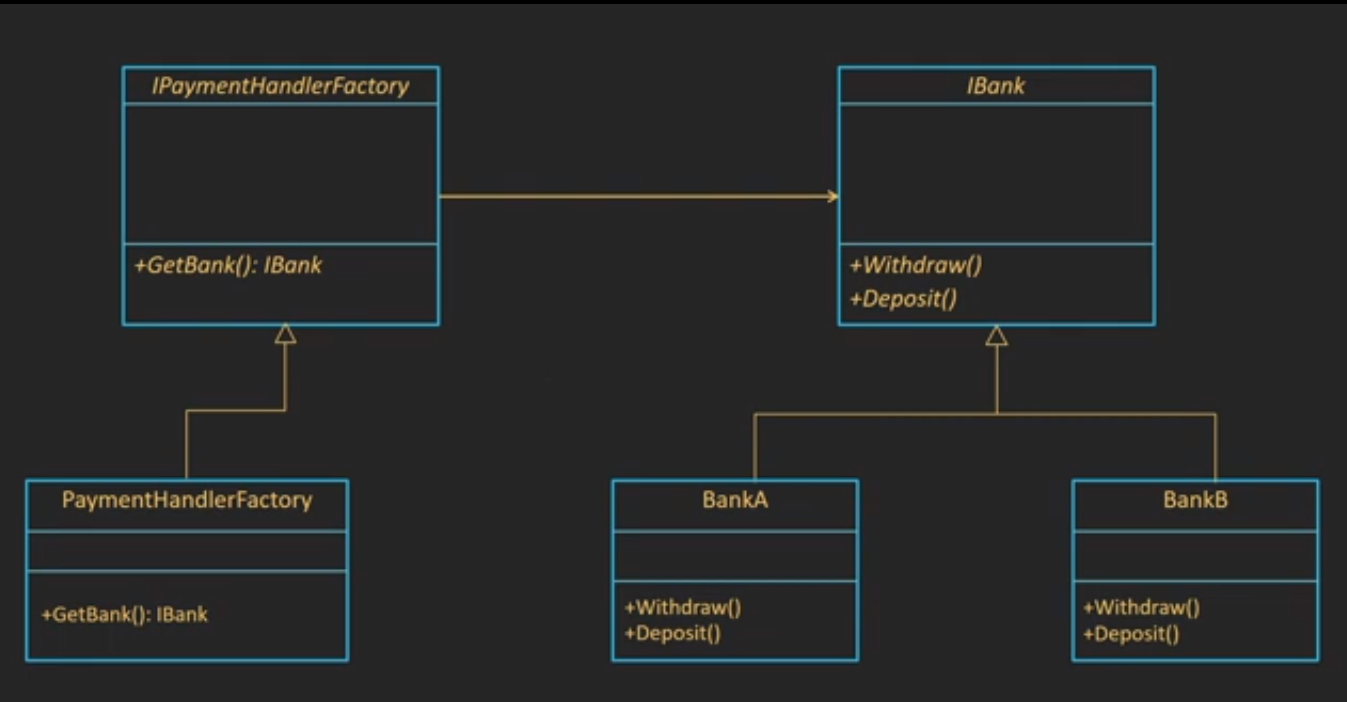 IPaymentHandlerFactory
+GetBank(): IBank
IBank
+Withdraw()
+Deposit()
PaymentHandlerFactory
+GetBank(): IBank
BankA
+Withdraw()
+Deposit()
BankB
+Withdraw()
+Deposit()